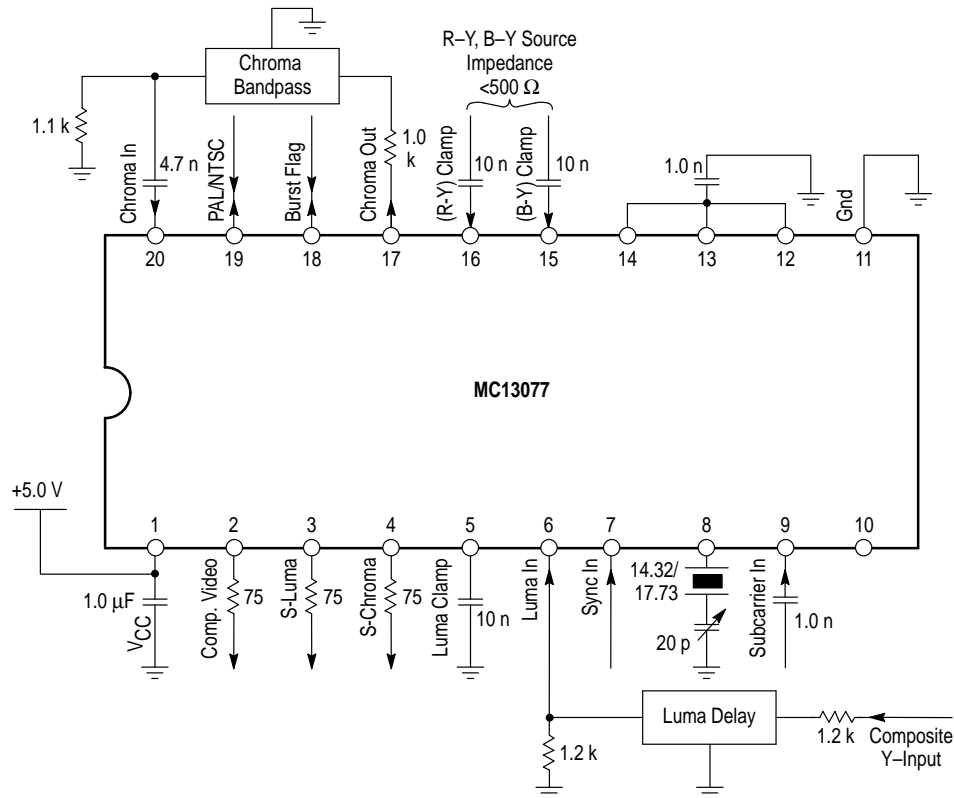 R–Y, B–Y Source
Impedance
<500 Ω
Chroma
Bandpass
1.1 k
4.7 n
Chroma In
PAL/NTSC
Burst Flag
Chroma Out
1.0
k
(R-Y) Clamp
10 n
(B-Y) Clamp
10 n
1.0 n
Gnd
20
19
18
17
16
15
14
13
12
11
MC13077
+5.0 V
1
2
3
4
5
6
7
8
9
10
1.0 µF
VCC
Comp. Video
75
S-Luma
75
S-Chroma
75
Luma Clamp
10 n
Luma In
Sync In
14.32/
17.73
20 p
Subcarrier In
1.0 n
1.2 k
Luma Delay
1.2 k
Composite
Y–Input